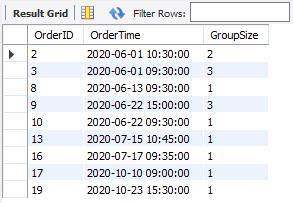 Result Grid Filter Rows:
OrderID OrderTime GroupSize
2 2020-06-01 10:30:00 2
3 2020-06-01 09:30:00 3
8 2020-06-13 09:30:00 1
9 2020-06-22 15:00:00 3
10 2020-06-22 09:30:00 1
13 2020-07-15 10:45:00 1
16 2020-06-17 09:35:00 1
17 2020-10-10 09:00:00 1
19 2020-10-23 15:30:00 1